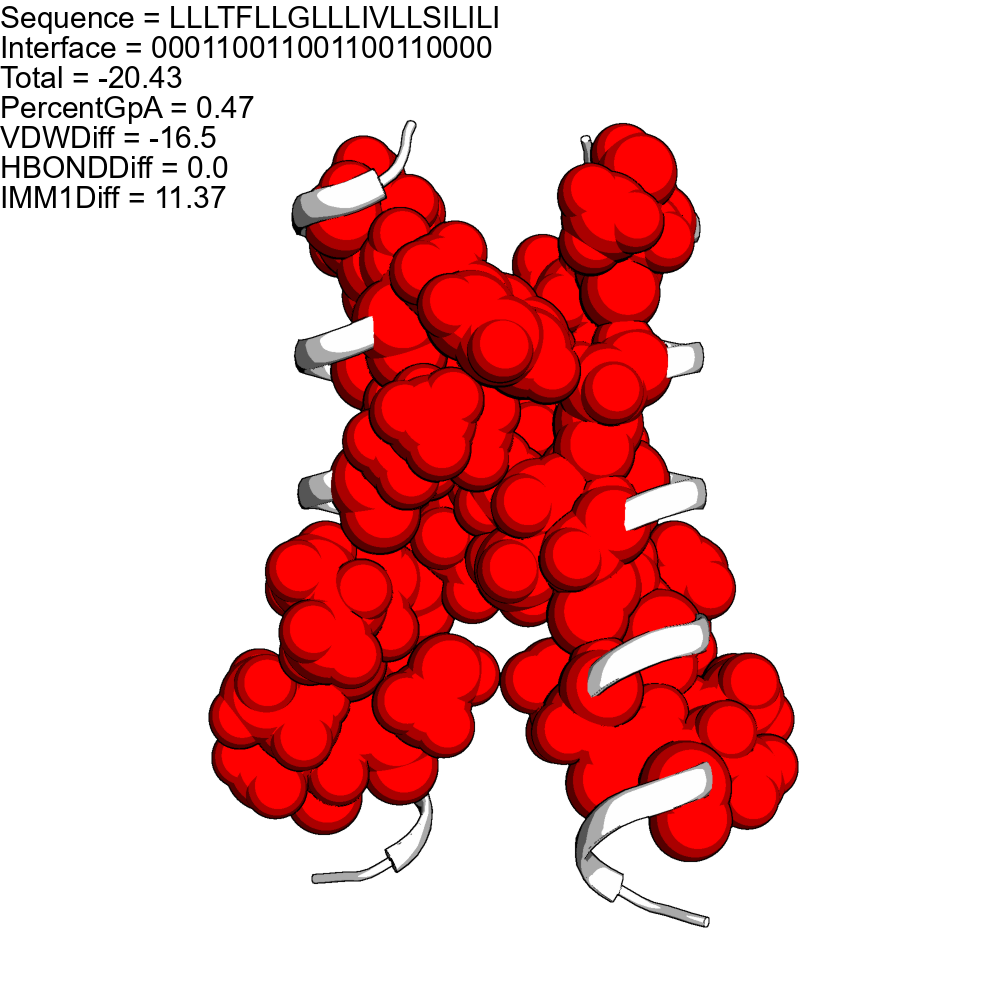 Sequence = LLLTFLLGLLLIVLLSILILI
Interface = 000110011001100110000
Total = -20.43
PercentGpA = 0.47
VDWDiff = -16.5
HBONDDiff = 0.0
IMM1Diff = 11.37